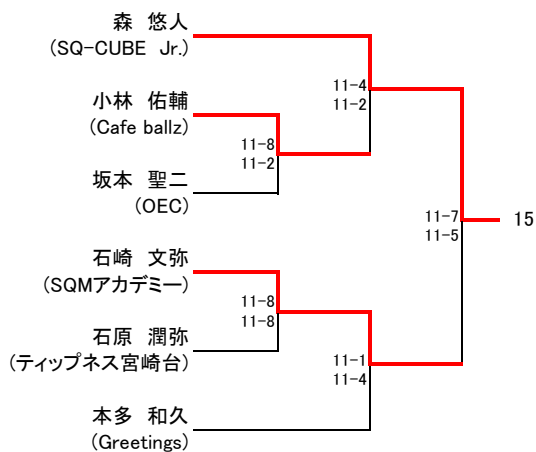 森　悠人
(SQ-CUBE Jr.)
11-4
11-2
小林　佑輔
(Cafe ballz)
11-8
11-2
坂本　聖二
(OEC)
11-7
11-5
15
石崎　文弥
(SQMアカデミー)
11-8
11-8
石原　潤弥
(ティップネス宮崎台)
11-1
11-4
本多　和久
(Greetings)